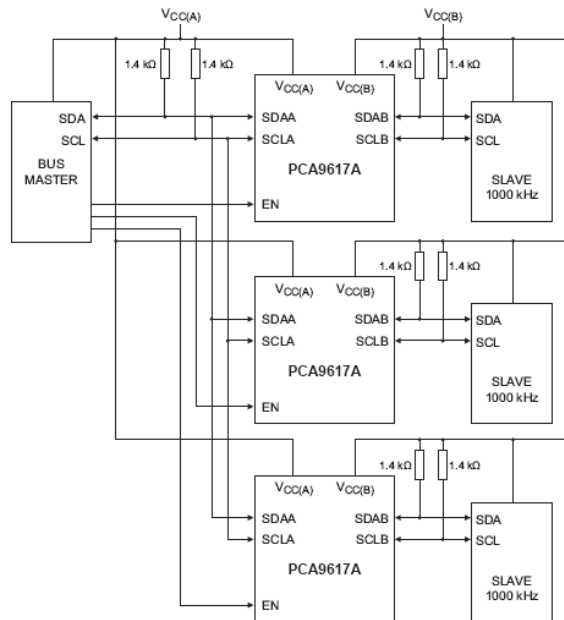 VCC(A) VCC(B)
1.4 kΩ 1.4 kΩ 1.4 kΩ 1.4 kΩ
VCC(A) VCC(B)
SDA SDAA SDAB SDA
SCL SCLA SCLB SCL
BUS
MASTER
PCA9617A
SLAVE
1000 kHz
EN
1.4 kΩ 1.4 kΩ
VCC(A) VCC(B)
SDAA SDAB SDA
SCLA SCLB SCL
PCA9617A
SLAVE
1000 kHz
EN
1.4 kΩ 1.4 kΩ
VCC(A) VCC(B)
SDAA SDAB SDA
SCLA SCLB SCL
PCA9617A
SLAVE
1000 kHz
EN